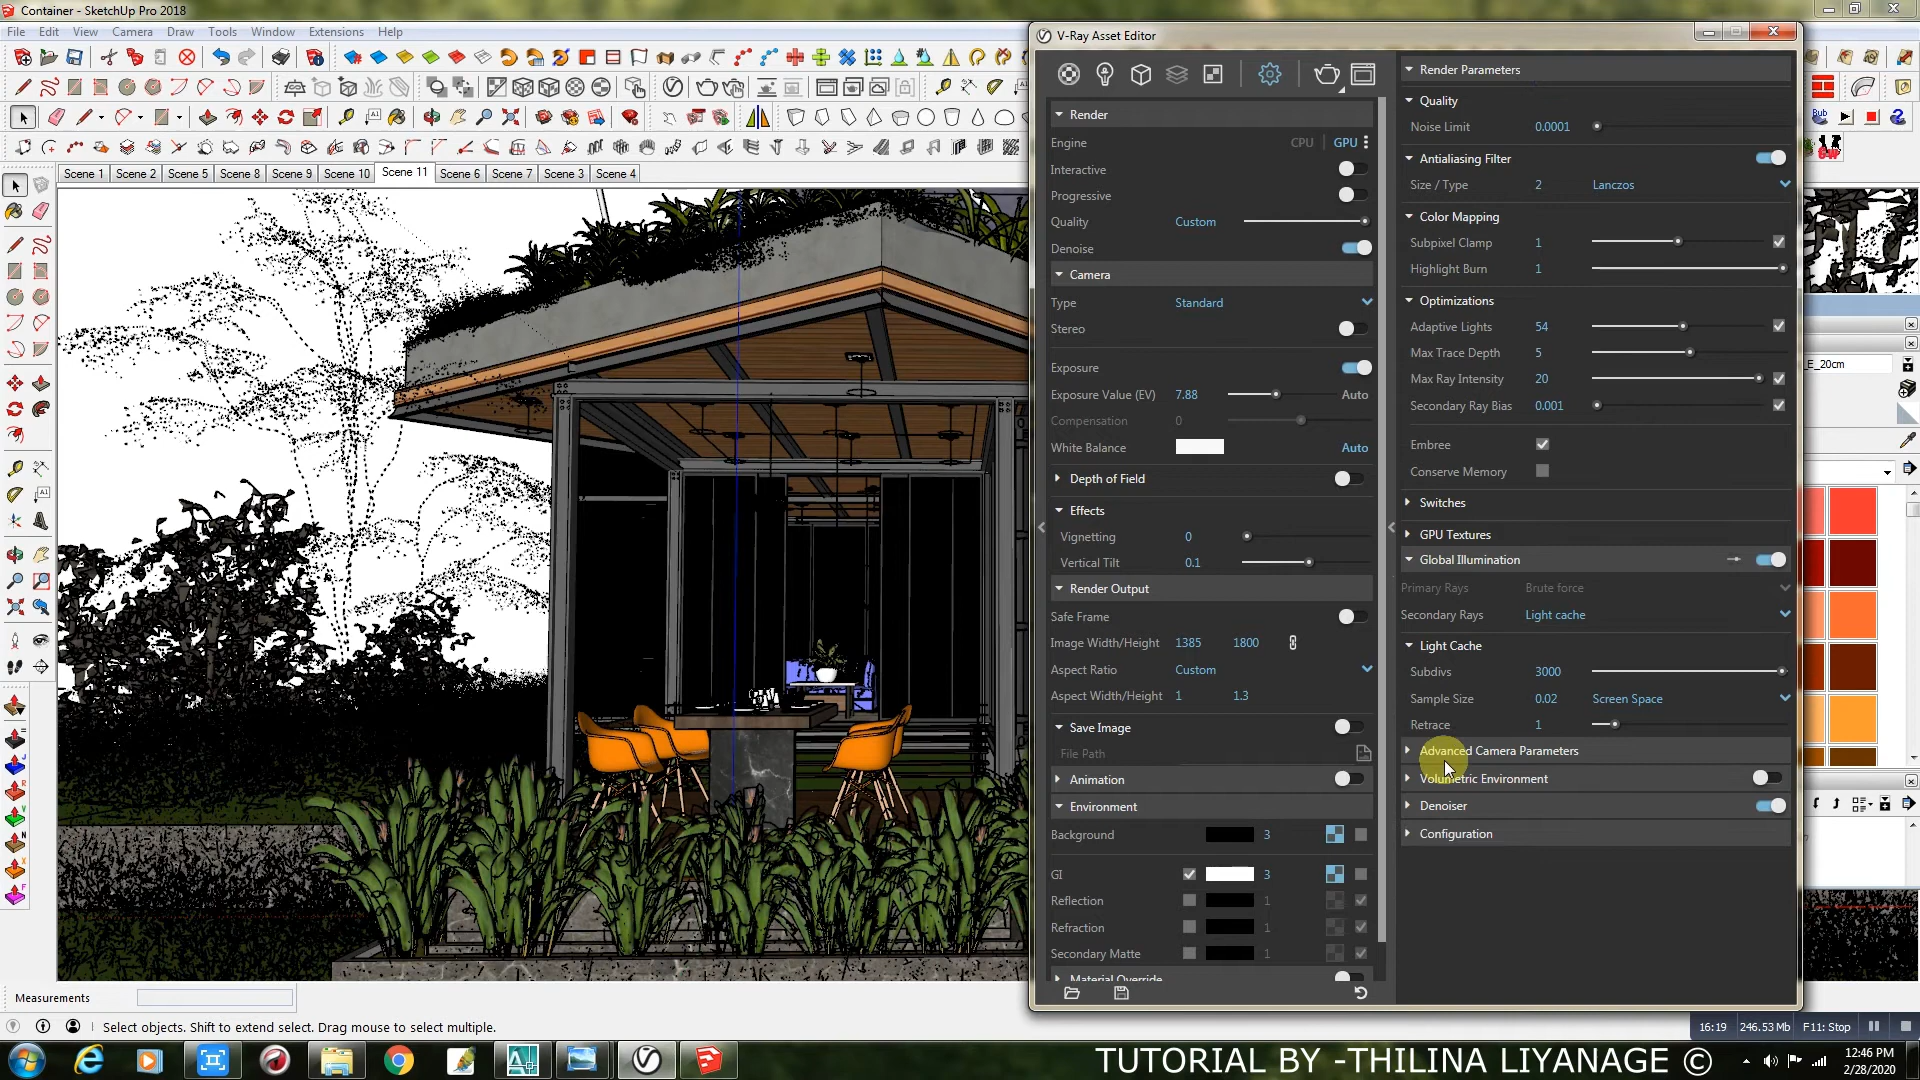 Container - SketchUp Pro 2018
File Edit View Camera Draw Tools Window Extensions Help
Scene 1 Scene 2 Scene 5 Scene 8 Scene 9 Scene 10 Scene 11 Scene 6 Scene 7 Scene 3 Scene 4
V-Ray Asset Editor
Render
Engine CPU GPU
Interactive
Progressive
Quality Custom
Denoise
Camera
Type Standard
Stereo
Exposure
Exposure Value (EV) 7.88 Auto
Compensation 0
White Balance Auto
Depth of Field
Effects
Vignetting 0
Vertical Tilt 0.1
Render Output
Safe Frame
Image Width/Height 1385 1800
Aspect Ratio Custom
Aspect Width/Height 1 1.3
Save Image
File Path
Animation
Environment
Background 3
GI 3
Reflection 1
Refraction 1
Secondary Matte 1
Material Override
Render Parameters
Quality
Noise Limit 0.0001
Antialiasing Filter
Size / Type 2 Lanczos
Color Mapping
Subpixel Clamp 1
Highlight Burn 1
Optimizations
Adaptive Lights 54
Max Trace Depth 5
Max Ray Intensity 20
Secondary Ray Bias 0.001
Embree
Conserve Memory
Switches
GPU Textures
Global Illumination
Primary Rays Brute force
Secondary Rays Light cache
Light Cache
Subdivs 3000
Sample Size 0.02 Screen Space
Retrace 1
Advanced Camera Parameters
Volumetric Environment
Denoiser
Configuration
Bub
_E_20cm
Measurements
Select objects. Shift to extend select. Drag mouse to select multiple.
16:19 246.53 Mb F11: Stop
TUTORIAL BY -THILINA LIYANAGE ©
12:46 PM
2/28/2020